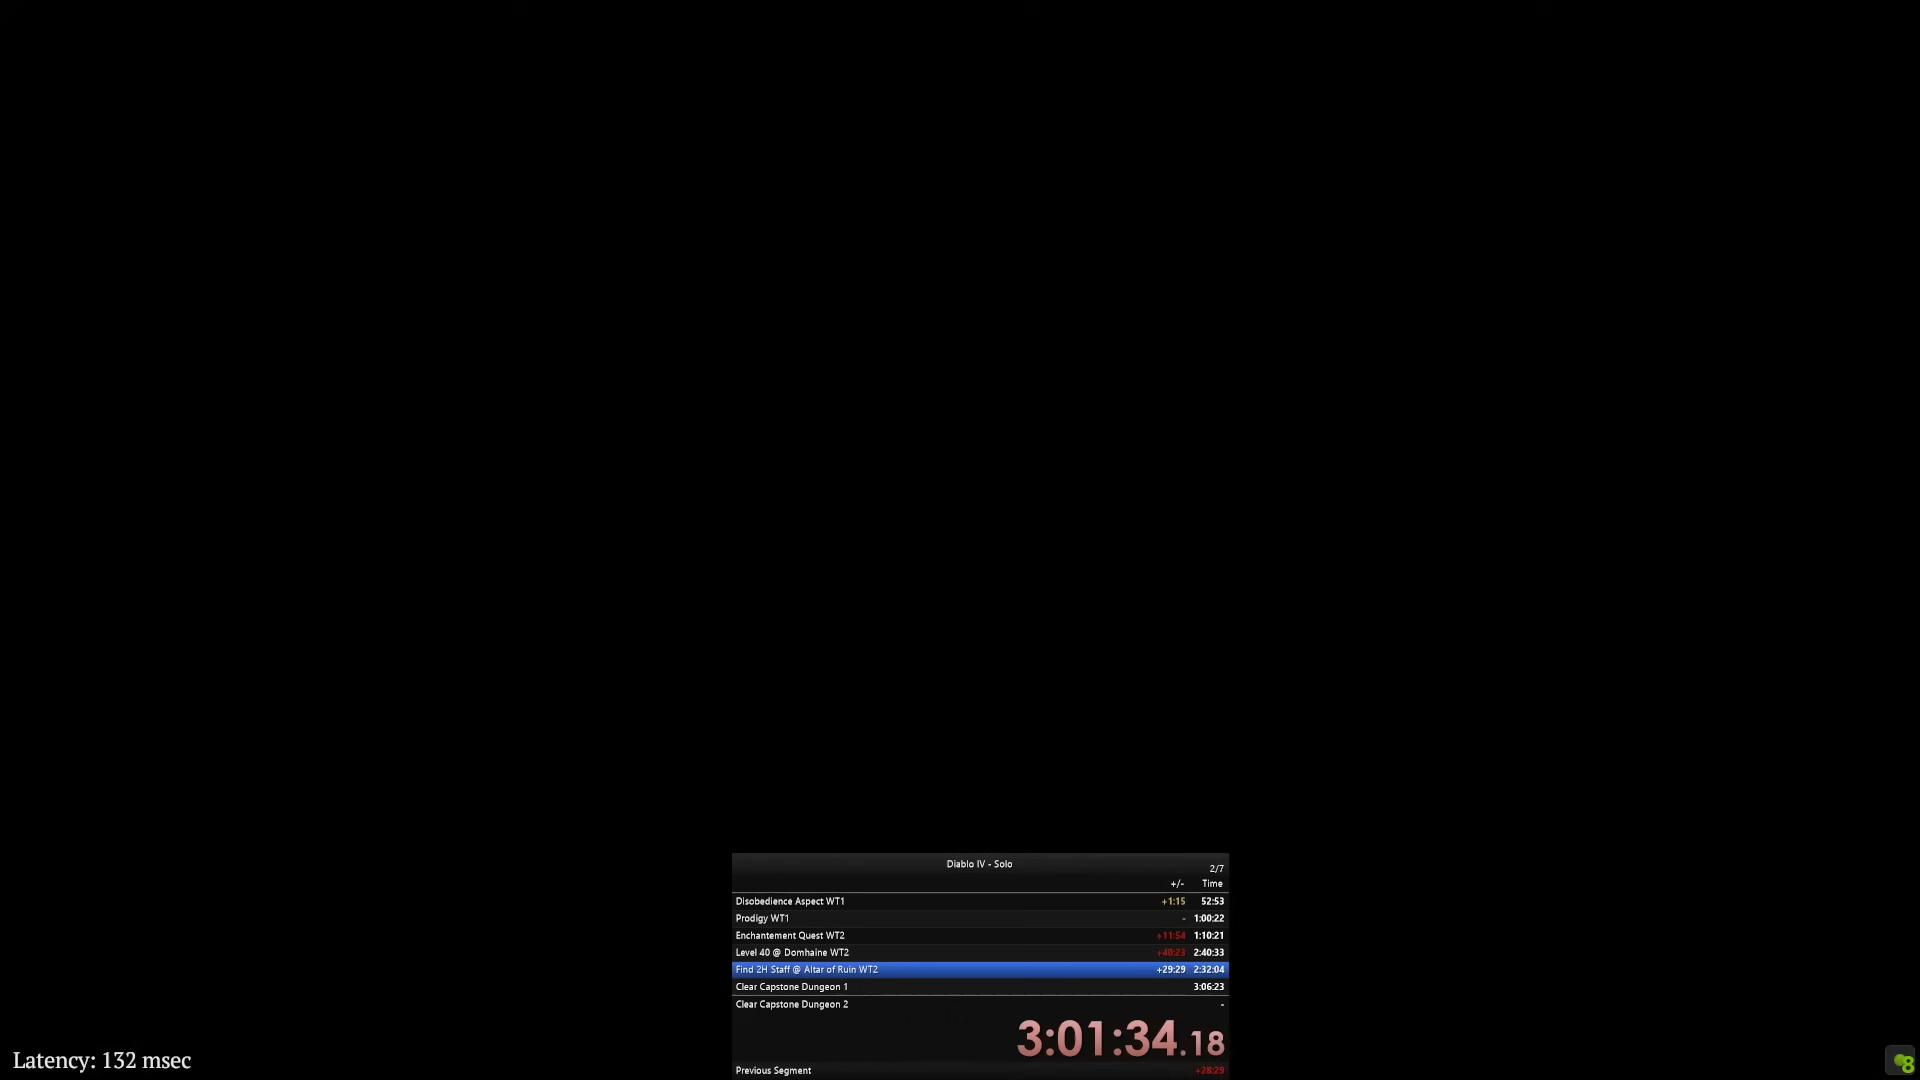 Diablo IV - Solo
2/7
+/- Time
Disobedience Aspect WT1 +1:15 52:53
Prodigy WT1 - 1:00:22
Enchantement Quest WT2 +11:54 1:10:21
Level 40 @ Domhaine WT2 +40:23 2:40:33
Find 2H Staff @ Altar of Ruin WT2 +29:29 2:32:04
Clear Capstone Dungeon 1 3:06:23
Clear Capstone Dungeon 2 -
3:01:34.18
Previous Segment +28:29
Latency: 132 msec
8